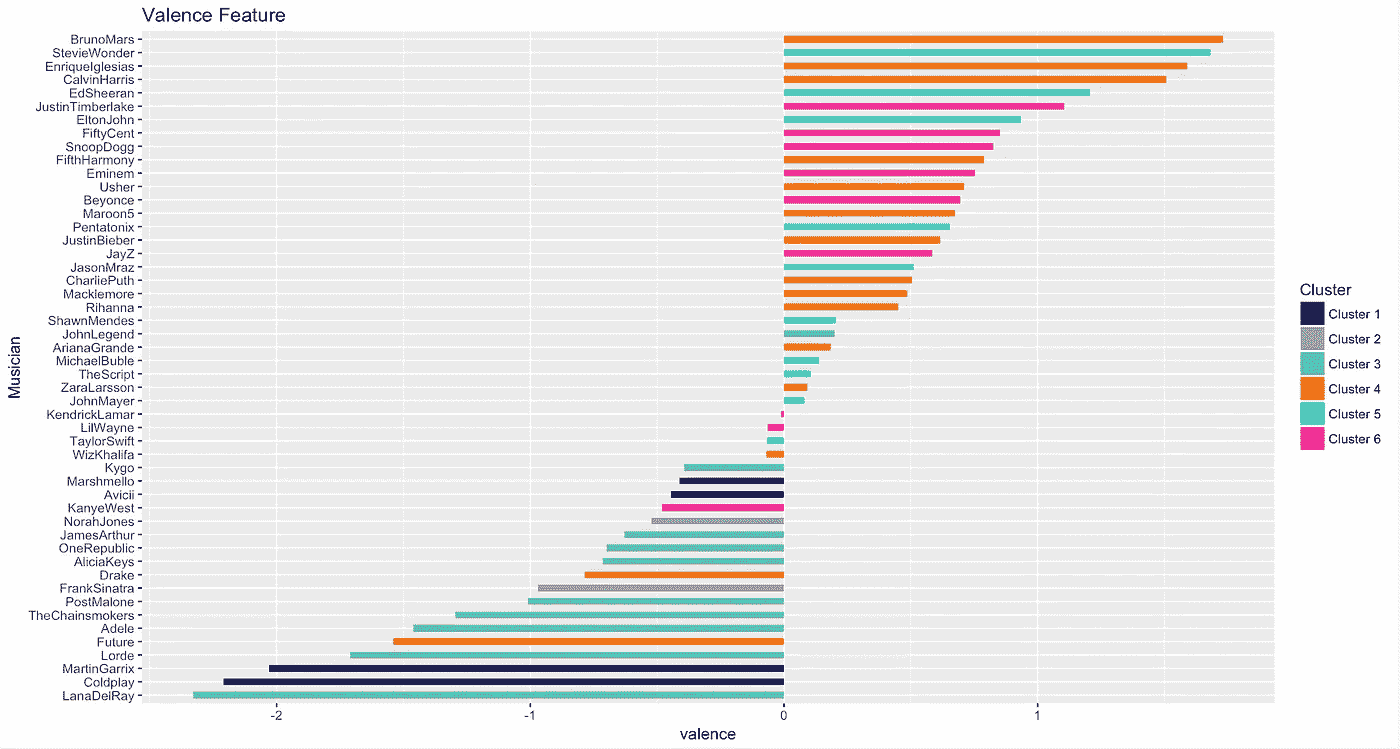 Valence Feature
BrunoMars
StevieWonder
EnriqueIglesias
CalvinHarris
EdSheeran
JustinTimberlake
EltonJohn
FiftyCent
SnoopDogg
FifthHarmony
Eminem
Usher
Beyonce
Maroon5
Pentatonix
JustinBieber
JayZ
JasonMraz
CharliePuth
Macklemore
Rihanna
ShawnMendes
JohnLegend
ArianaGrande
MichaelBuble
TheScript
ZaraLarsson
JohnMayer
KendrickLamar
LilWayne
TaylorSwift
WizKhalifa
Kygo
Marshmello
Avicii
KanyeWest
NorahJones
JamesArthur
OneRepublic
AliciaKeys
Drake
FrankSinatra
PostMalone
TheChainsmokers
Adele
Future
Lorde
MartinGarrix
Coldplay
LanaDelRay
Musician
-2 -1 0 1
valence
Cluster
Cluster 1
Cluster 2
Cluster 3
Cluster 4
Cluster 5
Cluster 6